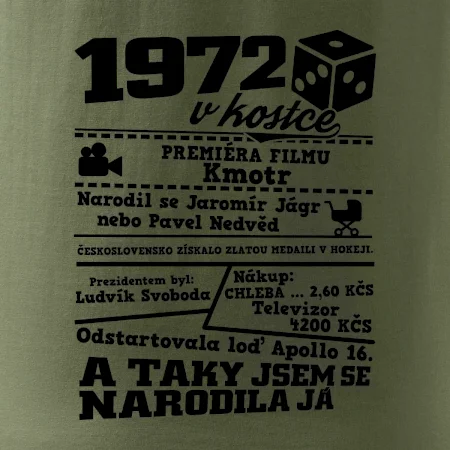 1972
v kostce
PREMIÉRA FILMU
Kmotr
Narodil se Jaromír Jágr
nebo Pavel Nedvěd
ČESKOSLOVENSKO ZÍSKALO ZLATOU MEDAILI V HOKEJI.
Prezidentem byl:
Ludvík Svoboda
Nákup:
CHLEBA ... 2,60 KČS
Televizor
4200 KČS
Odstartovala loď Apollo 16.
A TAKY JSEM SE
NARODILA JÁ